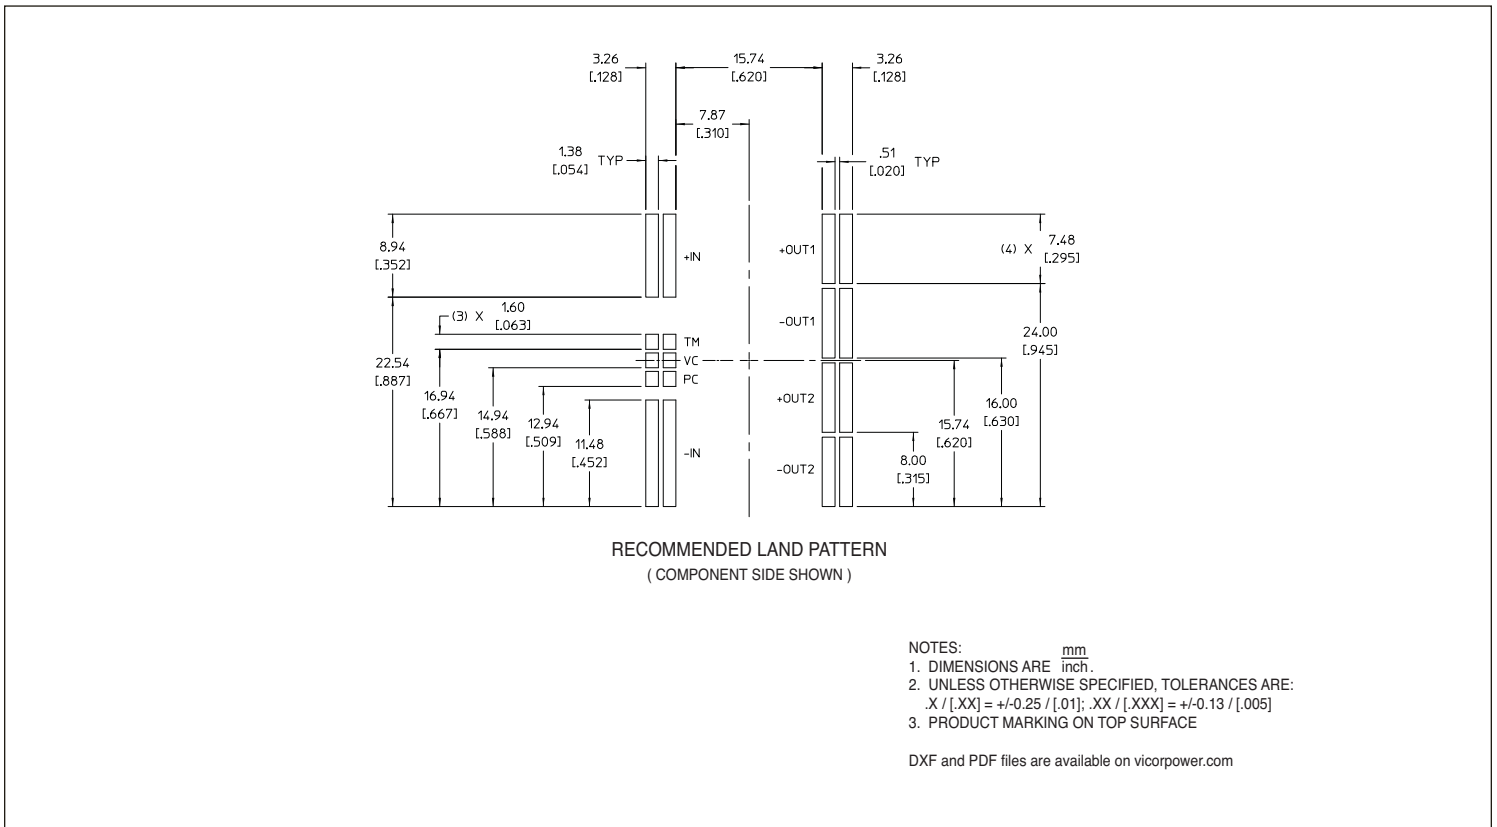 3.26
[.128]
15.74
[.620]
3.26
[.128]
7.87
[.310]
1.38
[.054]
TYP
.51
[.020]
TYP
8.94
[.352]
+IN
+OUT1
(4) X
7.48
[.295]
(3) X
1.60
[.063]
-OUT1
TM
24.00
[.945]
22.54
[.887]
VC
PC
16.94
[.667]
14.94
[.588]
12.94
[.509]
11.48
[.452]
+OUT2
16.00
[.630]
15.74
[.620]
-IN
8.00
[.315]
-OUT2
RECOMMENDED LAND PATTERN
( COMPONENT SIDE SHOWN )
NOTES:
mm
1. DIMENSIONS ARE inch.
2. UNLESS OTHERWISE SPECIFIED, TOLERANCES ARE:
.X / [.XX] = +/-0.25 / [.01]; .XX / [.XXX] = +/-0.13 / [.005]
3. PRODUCT MARKING ON TOP SURFACE
DXF and PDF files are available on vicorpower.com